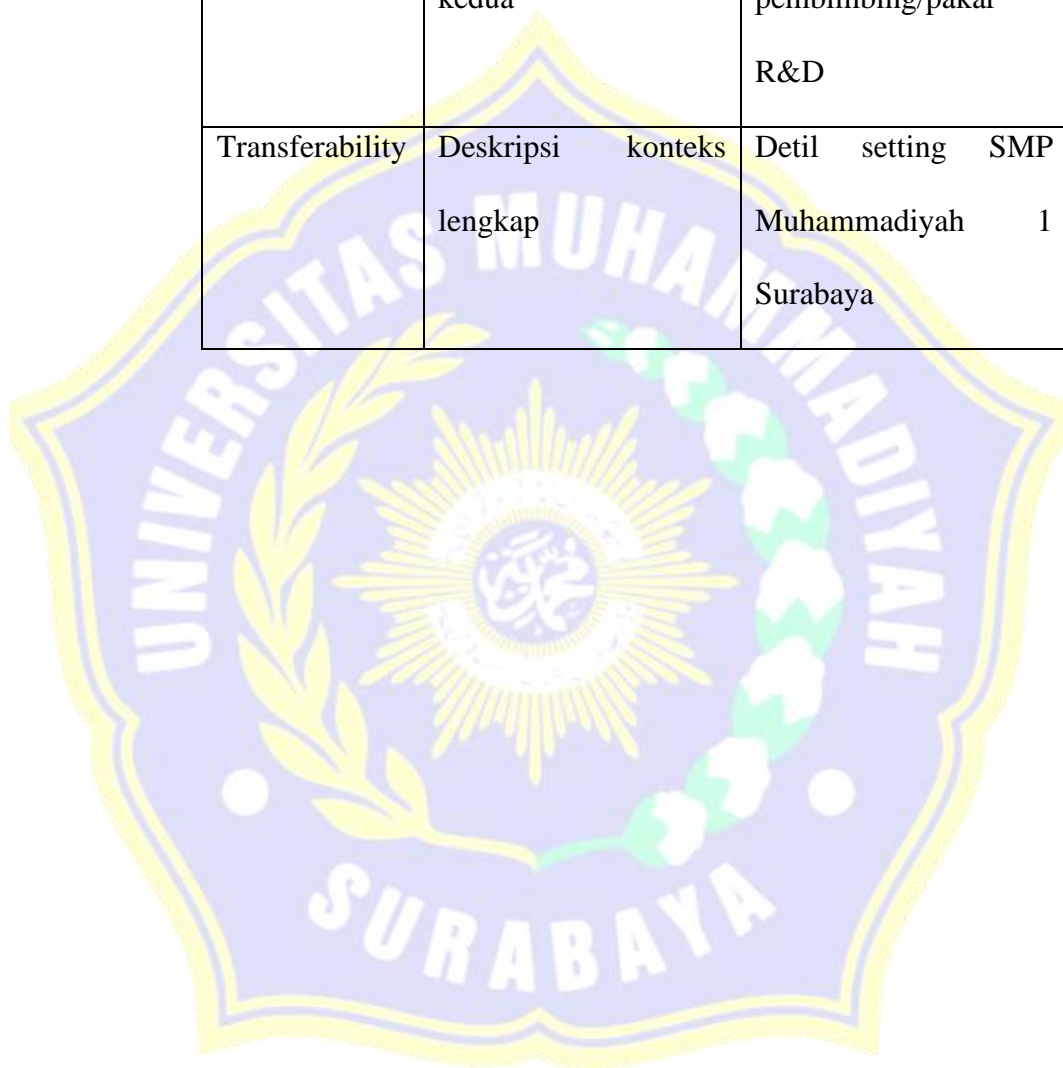 kedua pembimbing/pakar
R&D
Transferability Deskripsi konteks Detil setting SMP
lengkap Muhammadiyah 1
Surabaya
UNIVERSITAS MUHAMMADIYAH
SURABAYA